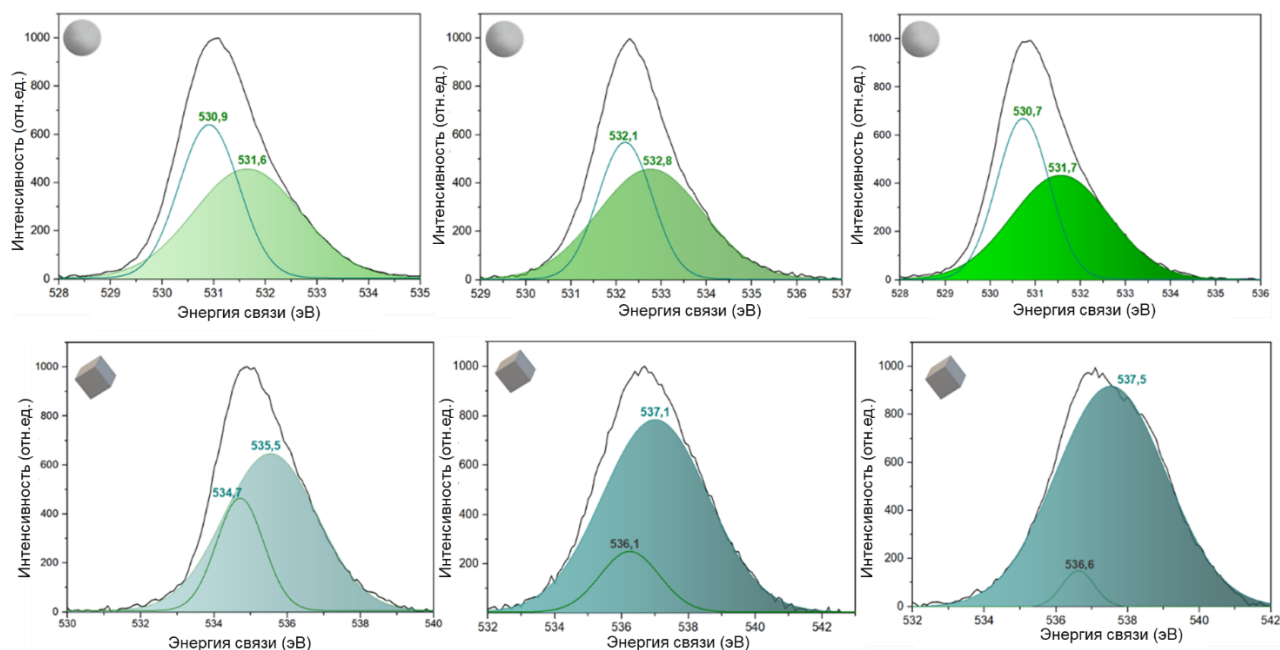 Интенсивность (отн.ед.)
1000
800
600
400
200
0
530,9
531,6
528 529 530 531 532 533 534 535
Энергия связи (эВ)
Интенсивность (отн.ед.)
1000
800
600
400
200
0
532,1
532,8
529 530 531 532 533 534 535 536 537
Энергия связи (эВ)
Интенсивность (отн.ед.)
1000
800
600
400
200
0
530,7
531,7
528 529 530 531 532 533 534 535 536
Энергия связи (эВ)
Интенсивность (отн.ед.)
1000
800
600
400
200
0
535,5
534,7
530 532 534 536 538 540
Энергия связи (эВ)
Интенсивность (отн.ед.)
1000
800
600
400
200
537,1
536,1
532 534 536 538 540 542
Энергия связи (эВ)
Интенсивность (отн.ед.)
1000
800
600
400
200
0
537,5
536,6
532 534 536 538 540 542
Энергия связи (эВ)